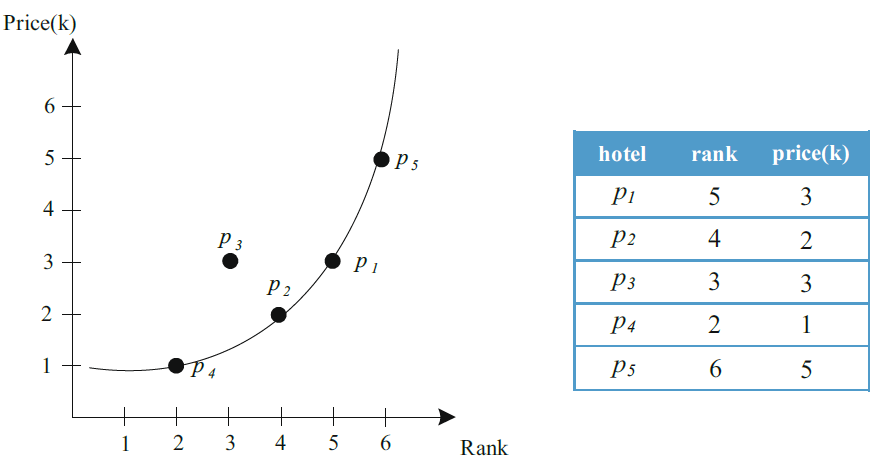 Price(k)
6
5
4
3
2
1
p5
p3
p1
p2
p4
1 2 3 4 5 6
Rank
hotel rank price(k)
p1 5 3
p2 4 2
p3 3 3
p4 2 1
p5 6 5